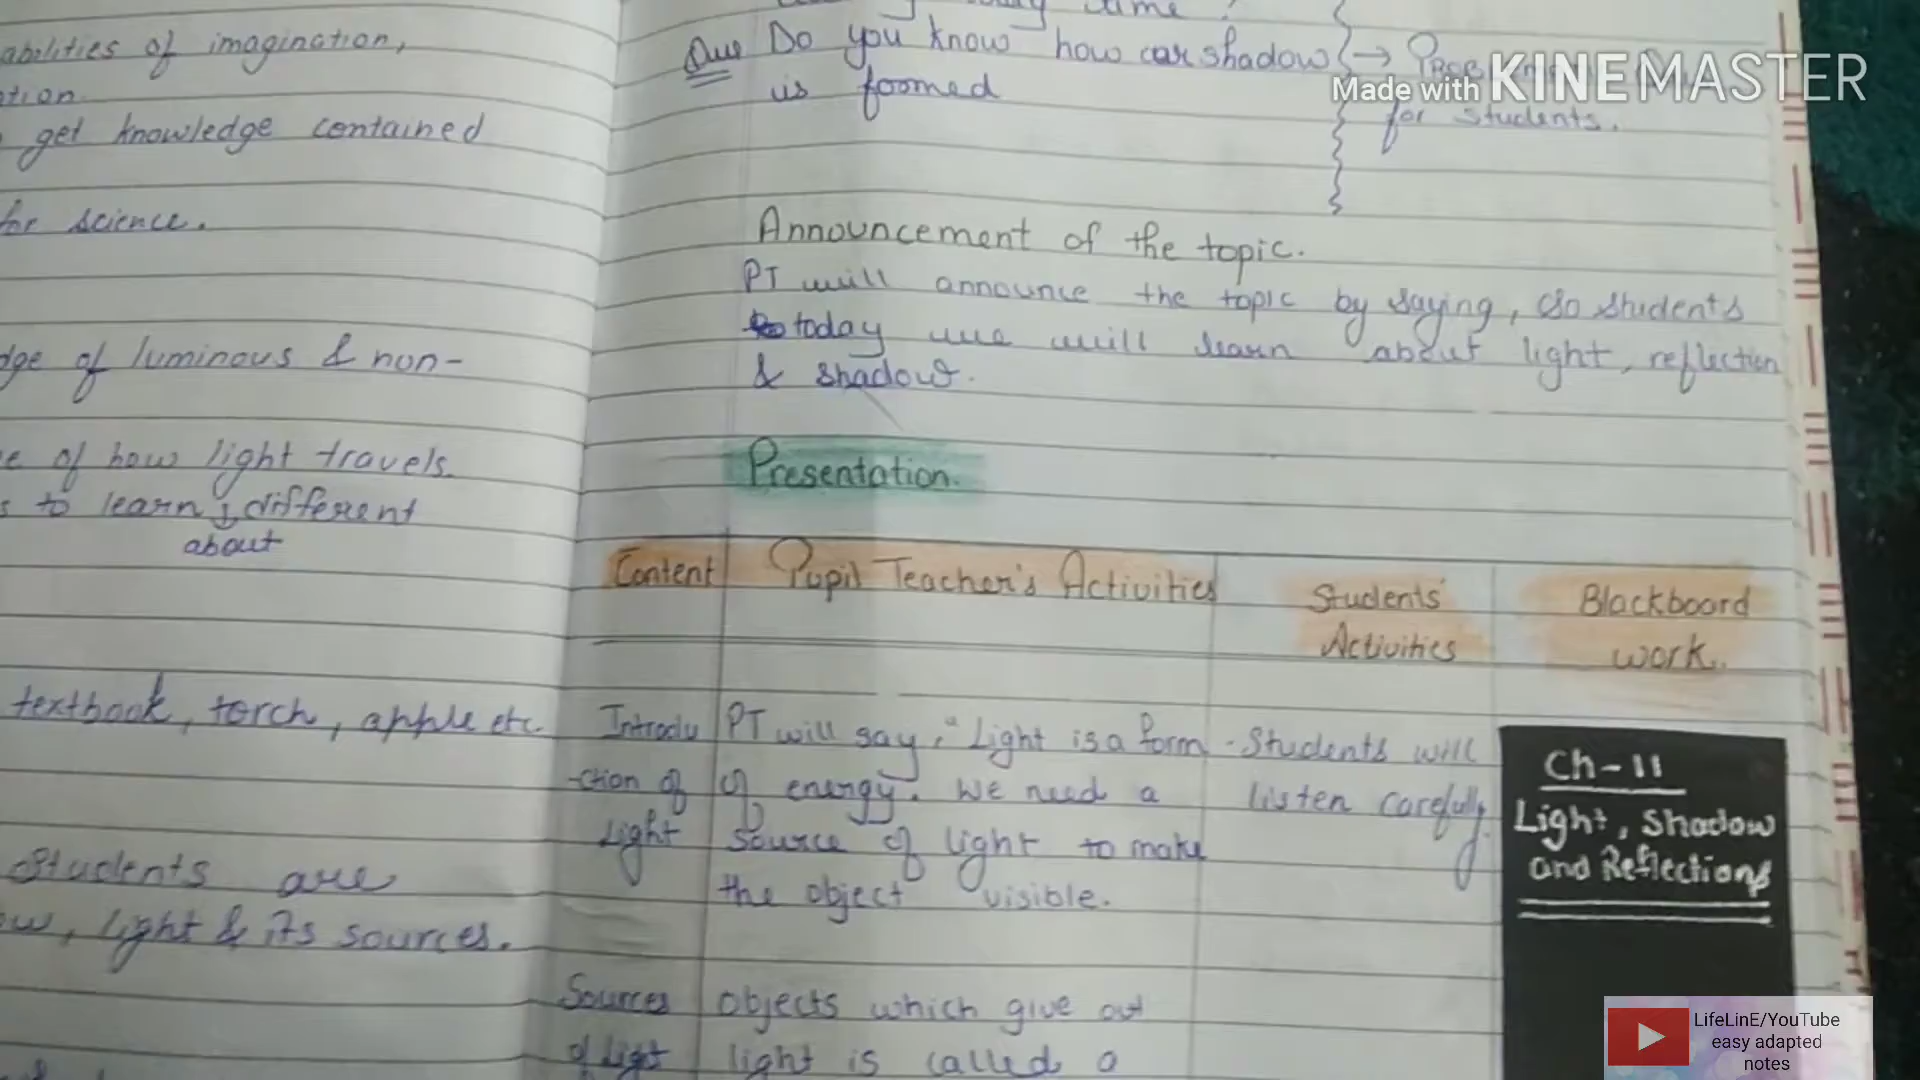 abilities of imagination,
get knowledge contained
for science.
of luminous & non-
of how light travels.
to learn different
about
textbook, torch, apple etc.
Students are
light & its sources.
time ?
Que Do you know how car shadow →
is foomed
for students.
Made with KINEMASTER
Announcement of the topic.
PT will announce the topic by saying, So students
today we will learn about light, reflection
& shadow.
Presentation.
Content Pupil Teacher's Activities Students' Blackboard
Activities work.
Introdu PT will say, "Light is a form - Students will
-ction of of energy. We need a listen carefully.
Light source of light to make
the object visible.
Ch-11
Light, Shadow
and Reflections
Sources objects which give out
of light light is called a
LifeLinE/YouTube
easy adapted
notes